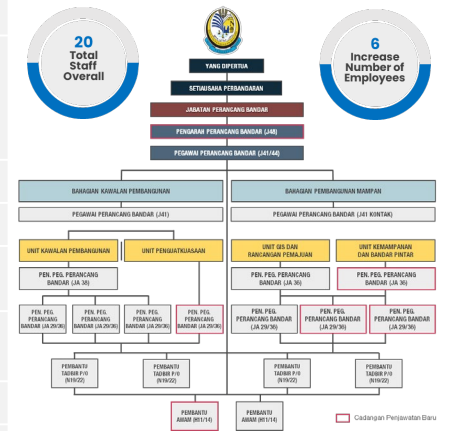 20
Total
Staff
Overall
6
Increase
Number of
Employees
YANG DIPERTUA
SETIAUSAHA PERBANDARAN
JABATAN PERANCANG BANDAR
PENGARAH PERANCANG BANDAR (J48)
PEGAWAI PERANCANG BANDAR (J41/44)
BAHAGIAN KAWALAN PEMBANGUNAN
BAHAGIAN PEMBANGUNAN MAMPAN
PEGAWAI PERANCANG BANDAR (J41)
PEGAWAI PERANCANG BANDAR (J41 KONTAK)
UNIT KAWALAN PEMBANGUNAN
UNIT PENGUATKUASAAN
UNIT GIS DAN
RANCANGAN PEMAJUAN
UNIT KEMAMPANAN
DAN BANDAR PINTAR
PEN. PEG. PERANCANG
BANDAR (JA 38)
PEN. PEG. PERANCANG
BANDAR (JA 36)
PEN. PEG. PERANCANG
BANDAR (JA 36)
PEN. PEG.
PERANCANG
BANDAR (JA 29/36)
PEN. PEG.
PERANCANG
BANDAR (JA 29/36)
PEN. PEG.
PERANCANG
BANDAR (JA 29/36)
PEN. PEG.
PERANCANG
BANDAR (JA 29/36)
PEN. PEG.
PERANCANG BANDAR
(JA 29/36)
PEN. PEG.
PERANCANG BANDAR
(JA 29/36)
PEN. PEG.
PERANCANG BANDAR
(JA 29/36)
PEMBANTU
TADBIR P/O
(N19/22)
PEMBANTU
TADBIR P/O
(N19/22)
PEMBANTU
TADBIR P/O
(N19/22)
PEMBANTU
TADBIR P/O
(N19/22)
PEMBANTU
AWAM (H11/14)
PEMBANTU
AWAM (H11/14)
Cadangan Penjawatan Baru